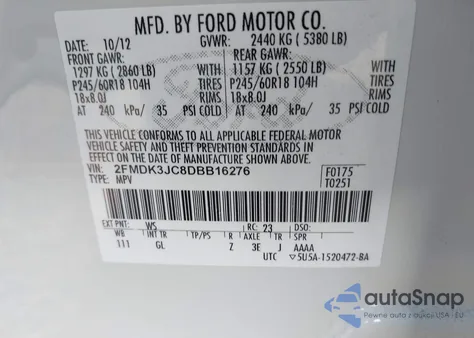 MFD. BY FORD MOTOR CO.
DATE: 10/12 GVWR: 2440 KG ( 5380 LB)
FRONT GAWR: REAR GAWR:
1297 KG ( 2860 LB) WITH 1157 KG ( 2550 LB) WITH
P245/60R18 104H TIRES P245/60R18 104H TIRES
18x8.0J RIMS 18x8.0J RIMS
AT 240 kPa/ 35 PSI COLD AT 240 kPa/ 35 PSI COLD
THIS VEHICLE CONFORMS TO ALL APPLICABLE FEDERAL MOTOR
VEHICLE SAFETY AND THEFT PREVENTION STANDARDS IN EFFECT
ON THE DATE OF MANUFACTURE SHOWN ABOVE.
VIN: 2FMDK3JC8DBB16276 F0175
TYPE: MPV T0251
EXT PNT: WS RC: 23 DSO:
WB INT TR TP/PS R AXLE TR SPR
111 GL Z 3E J AAAA
UTC 5U5A-1520472-BA
autoSnap
Pewne auto z aukcji USA